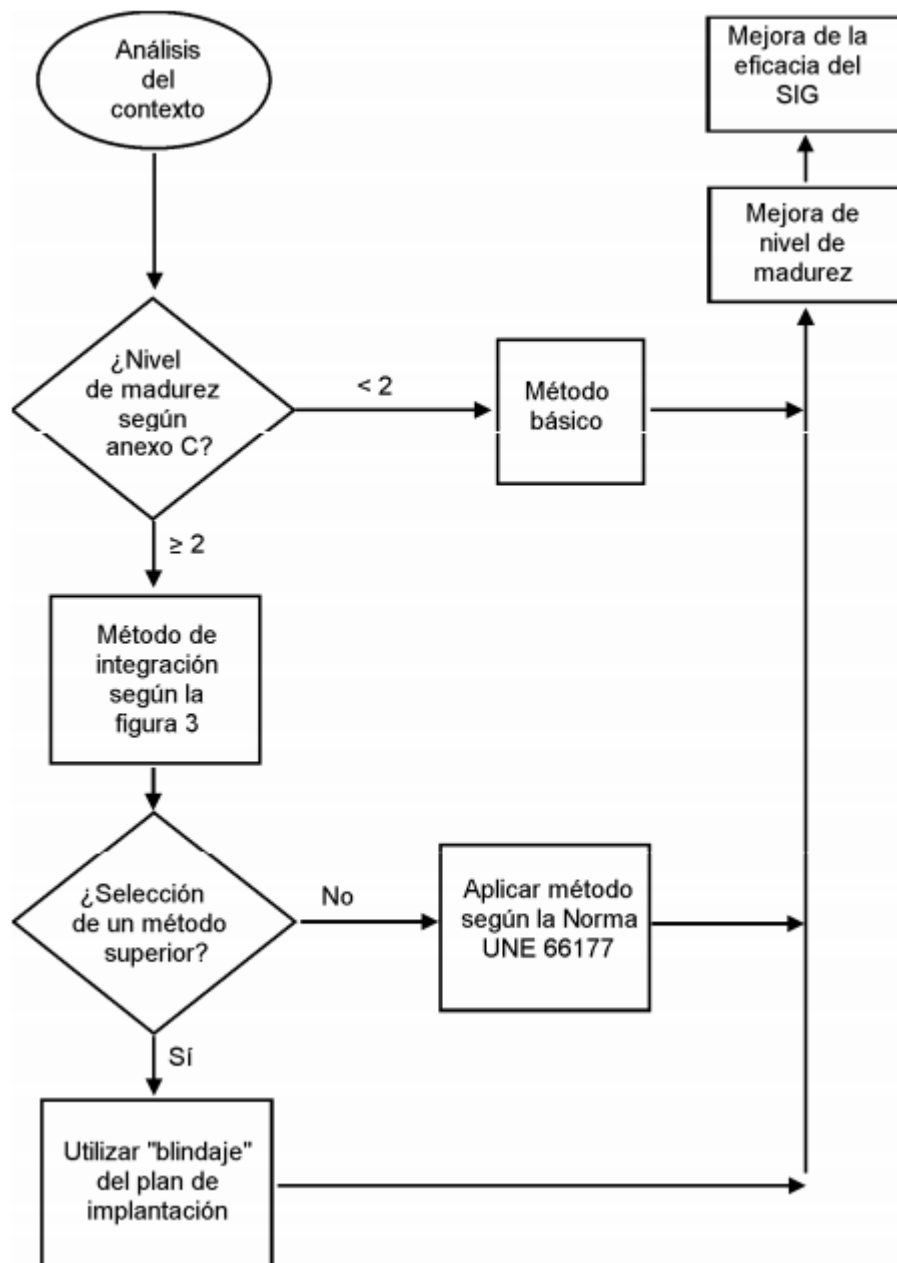 Análisis
del
contexto
Mejora de la
eficacia del
SIG
Mejora de
nivel de
madurez
¿Nivel
de madurez
según
anexo C?
< 2
Método
básico
≥ 2
Método de
integración
según la
figura 3
¿Selección
de un método
superior?
No
Aplicar método
según la Norma
UNE 66177
Sí
Utilizar "blindaje"
del plan de
implantación